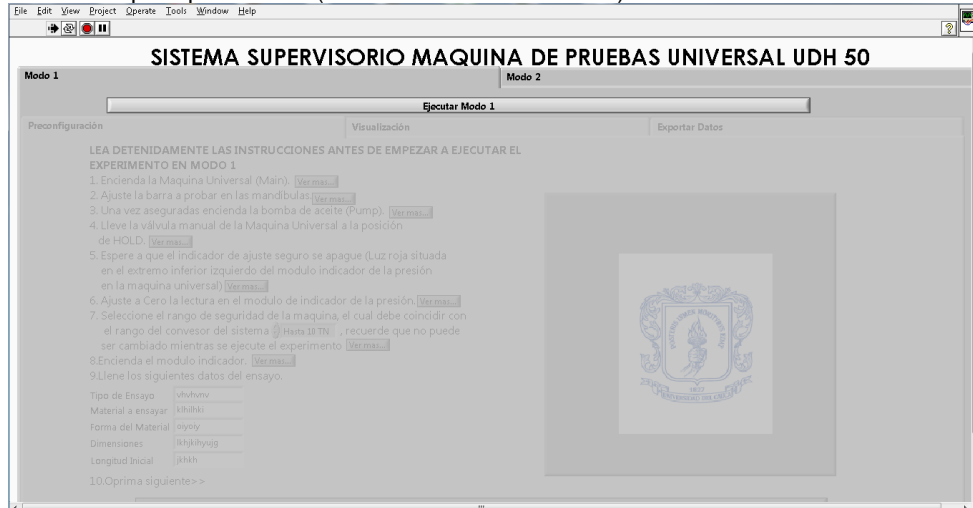 File Edit View Project Operate Tools Window Help
SISTEMA SUPERVISORIO MAQUINA DE PRUEBAS UNIVERSAL UDH 50
Modo 1 Modo 2
Ejecutar Modo 1
Preconfiguración Visualización Exportar Datos
LEA DETENIDAMENTE LAS INSTRUCCIONES ANTES DE EMPEZAR A EJECUTAR EL
EXPERIMENTO EN MODO 1
1. Encienda la Maquina Universal (Main). Ver mas...
2. Ajuste la barra a probar en las mandibulas Ver mas...
3. Una vez aseguradas encienda la bomba de aceite (Pump). Ver mas...
4. Lleve la válvula manual de la Maquina Universal a la posición
de HOLD. Ver mas...
5. Espere a que el indicador de ajuste seguro se apague (Luz roja situada
en el extremo inferior izquierdo del modulo indicador de la presión
en la maquina universal) Ver mas...
6. Ajuste a Cero la lectura en el modulo de indicador de la presión. Ver mas...
7. Seleccione el rango de seguridad de la maquina, el cual debe coincidir con
el rango del convesor del sistema Hasta 10 TN , recuerde que no puede
ser cambiado mientras se ejecute el experimento Ver mas...
8.Encienda el modulo indicador. Ver mas...
9.Llene los siguientes datos del ensayo.
Tipo de Ensayo vhvhvnv
Material a ensayar
Forma del Material oiyoiy
Dimensiones lkhjkihyujg
Longitud Inicial jkhkh
10.Oprima siguiente>>
1827